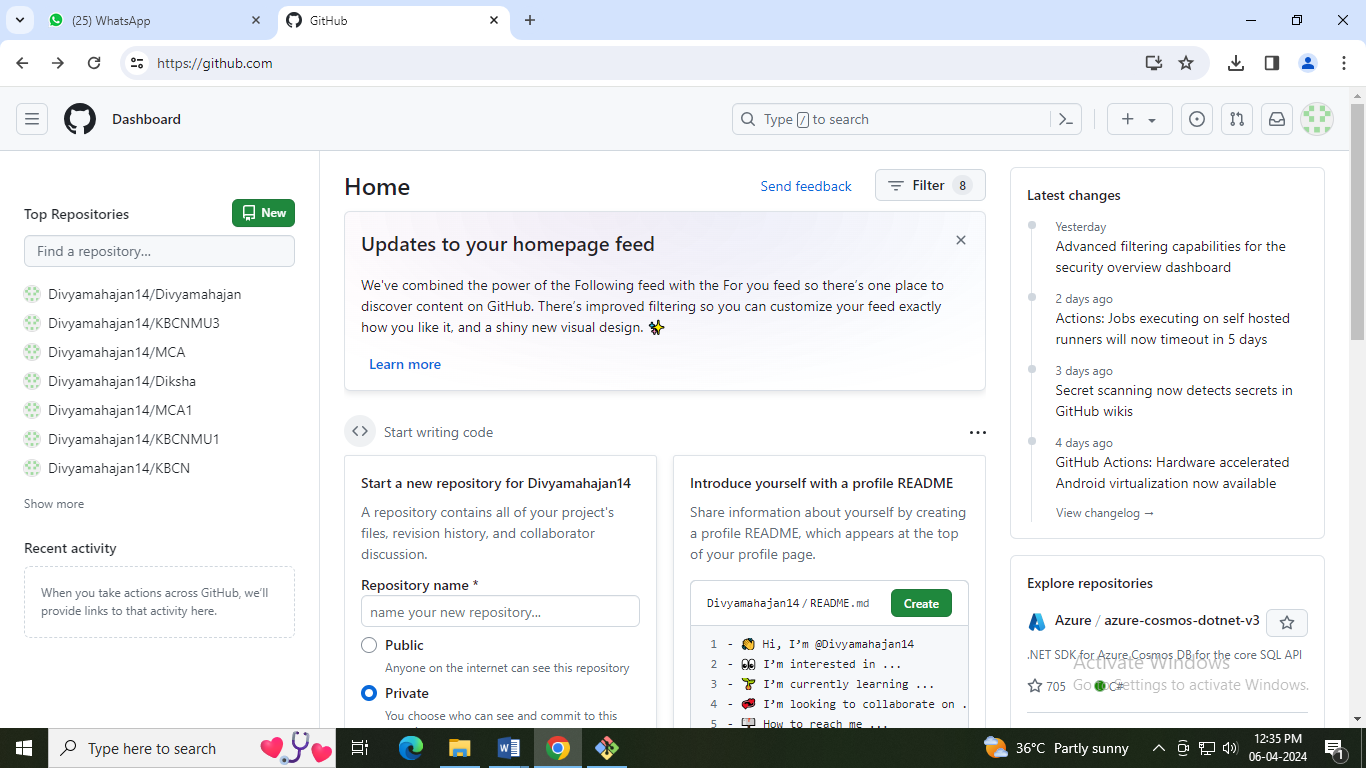 (25) WhatsApp
GitHub
https://github.com
Dashboard
Type / to search
Top Repositories
New
Find a repository...
Divyamahajan14/Divyamahajan
Divyamahajan14/KBCNMU3
Divyamahajan14/MCA
Divyamahajan14/Diksha
Divyamahajan14/MCA1
Divyamahajan14/KBCNMU1
Divyamahajan14/KBCN
Show more
Recent activity
When you take actions across GitHub, we'll
provide links to that activity here.
Home
Send feedback
Filter 8
Updates to your homepage feed
We've combined the power of the Following feed with the For you feed so there's one place to
discover content on GitHub. There's improved filtering so you can customize your feed exactly
how you like it, and a shiny new visual design. ✨
Learn more
Start writing code
Start a new repository for Divyamahajan14
A repository contains all of your project's
files, revision history, and collaborator
discussion.
Repository name *
name your new repository...
Public
Anyone on the internet can see this repository
Private
You choose who can see and commit to this
Introduce yourself with a profile README
Share information about yourself by creating
a profile README, which appears at the top
of your profile page.
Divyamahajan14 / README.md
Create
1 - 👋 Hi, I'm @Divyamahajan14
2 - 👀 I'm interested in ...
3 - 🌱 I'm currently learning ...
4 - 💞️ I'm looking to collaborate on .
5 - 📫 How to reach me ...
Latest changes
Yesterday
Advanced filtering capabilities for the
security overview dashboard
2 days ago
Actions: Jobs executing on self hosted
runners will now timeout in 5 days
3 days ago
Secret scanning now detects secrets in
GitHub wikis
4 days ago
GitHub Actions: Hardware accelerated
Android virtualization now available
View changelog →
Explore repositories
Azure / azure-cosmos-dotnet-v3
.NET SDK for Azure Cosmos DB for the core SQL API
705
C#
Activate Windows
Go to Settings to activate Windows.
Type here to search
36°C Partly sunny
12:35 PM
06-04-2024
1